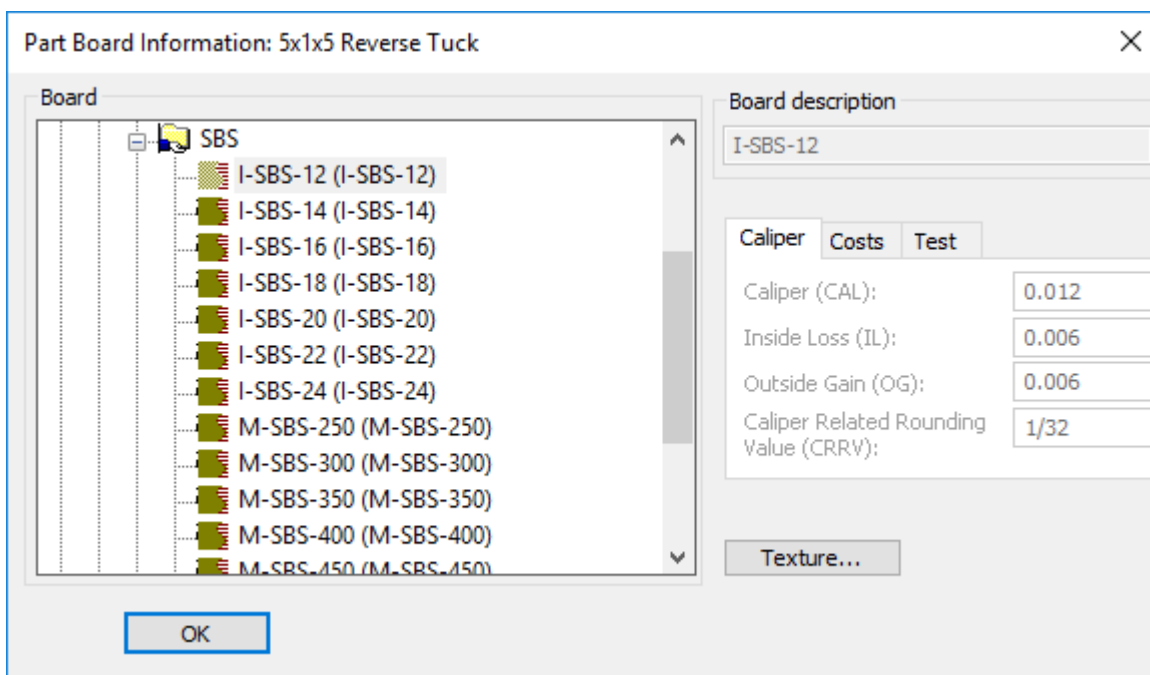 Part Board Information: 5x1x5 Reverse Tuck
Board
SBS
I-SBS-12 (I-SBS-12)
I-SBS-14 (I-SBS-14)
I-SBS-16 (I-SBS-16)
I-SBS-18 (I-SBS-18)
I-SBS-20 (I-SBS-20)
I-SBS-22 (I-SBS-22)
I-SBS-24 (I-SBS-24)
M-SBS-250 (M-SBS-250)
M-SBS-300 (M-SBS-300)
M-SBS-350 (M-SBS-350)
M-SBS-400 (M-SBS-400)
M-SBS-450 (M-SBS-450)
OK
Board description
I-SBS-12
Caliper Costs Test
Caliper (CAL): 0.012
Inside Loss (IL): 0.006
Outside Gain (OG): 0.006
Caliper Related Rounding
Value (CRRV): 1/32
Texture...